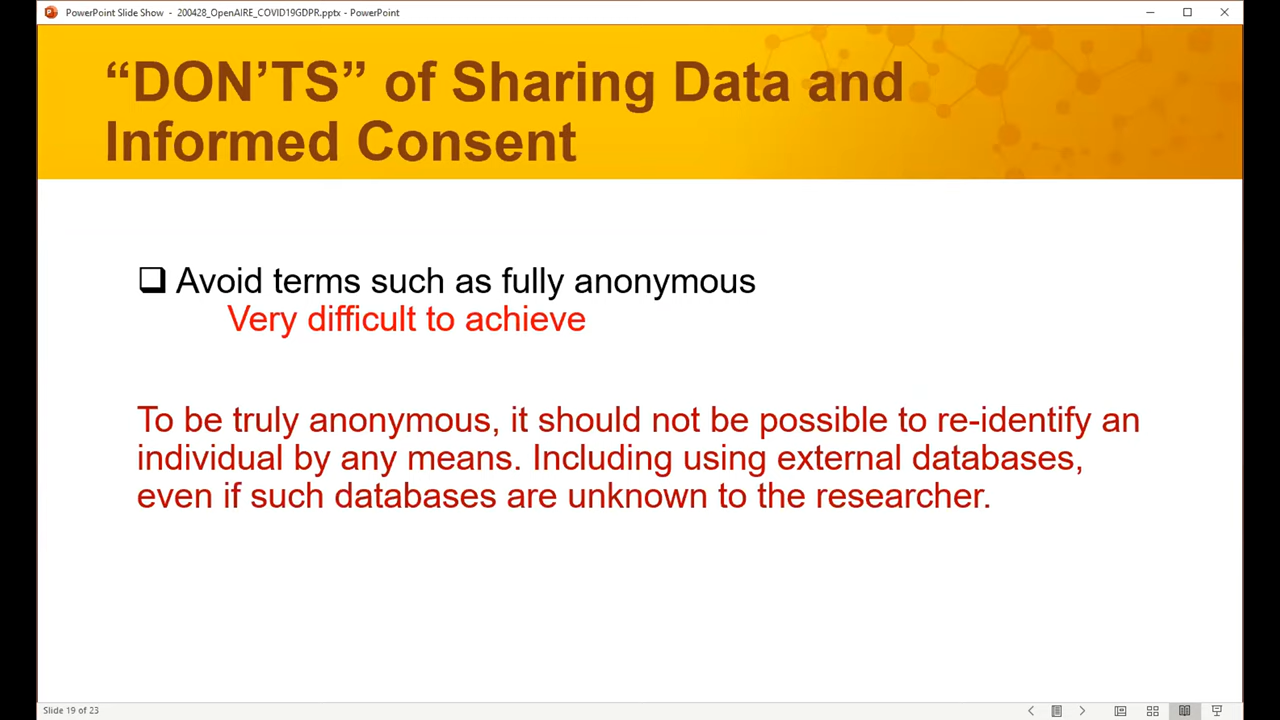 PowerPoint Slide Show - 200428_OpenAIRE_COVID19GDPR.pptx - PowerPoint
“DON’TS” of Sharing Data and
Informed Consent
Avoid terms such as fully anonymous
Very difficult to achieve
To be truly anonymous, it should not be possible to re-identify an
individual by any means. Including using external databases,
even if such databases are unknown to the researcher.
Slide 19 of 23